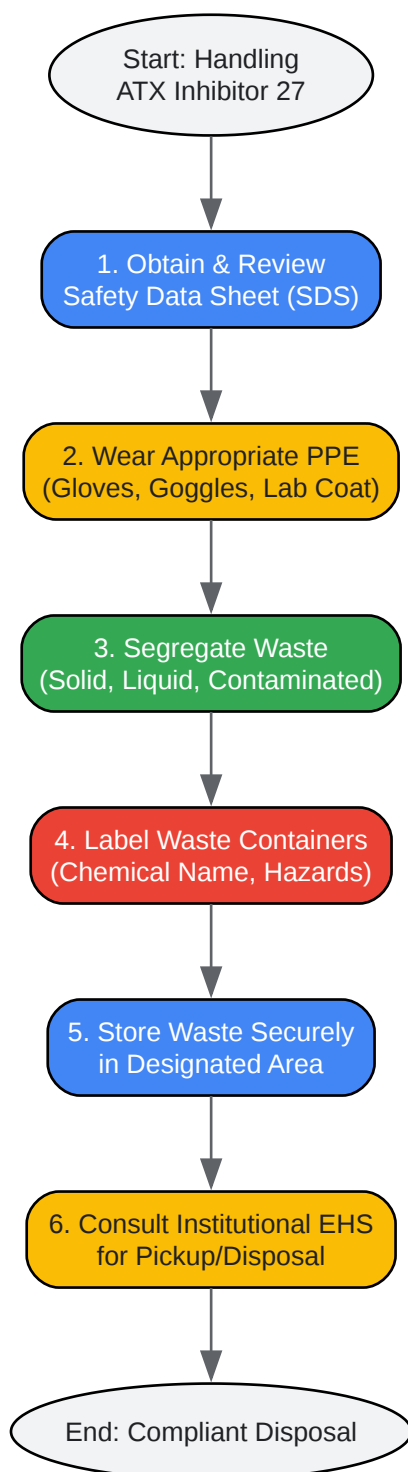 Start: Handling
ATX Inhibitor 27
1. Obtain & Review
Safety Data Sheet (SDS)
2. Wear Appropriate PPE
(Gloves, Goggles, Lab Coat)
3. Segregate Waste
(Solid, Liquid, Contaminated)
4. Label Waste Containers
(Chemical Name, Hazards)
5. Store Waste Securely
in Designated Area
6. Consult Institutional EHS
for Pickup/Disposal
End: Compliant Disposal